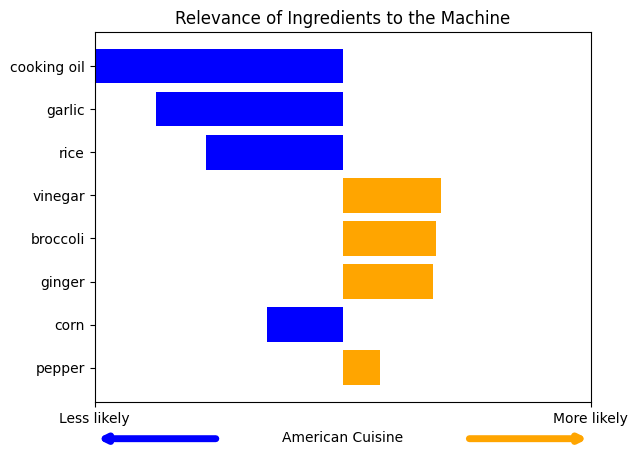 Relevance of Ingredients to the Machine
cooking oil
garlic
rice
vinegar
broccoli
ginger
corn
pepper
Less likely
More likely
American Cuisine